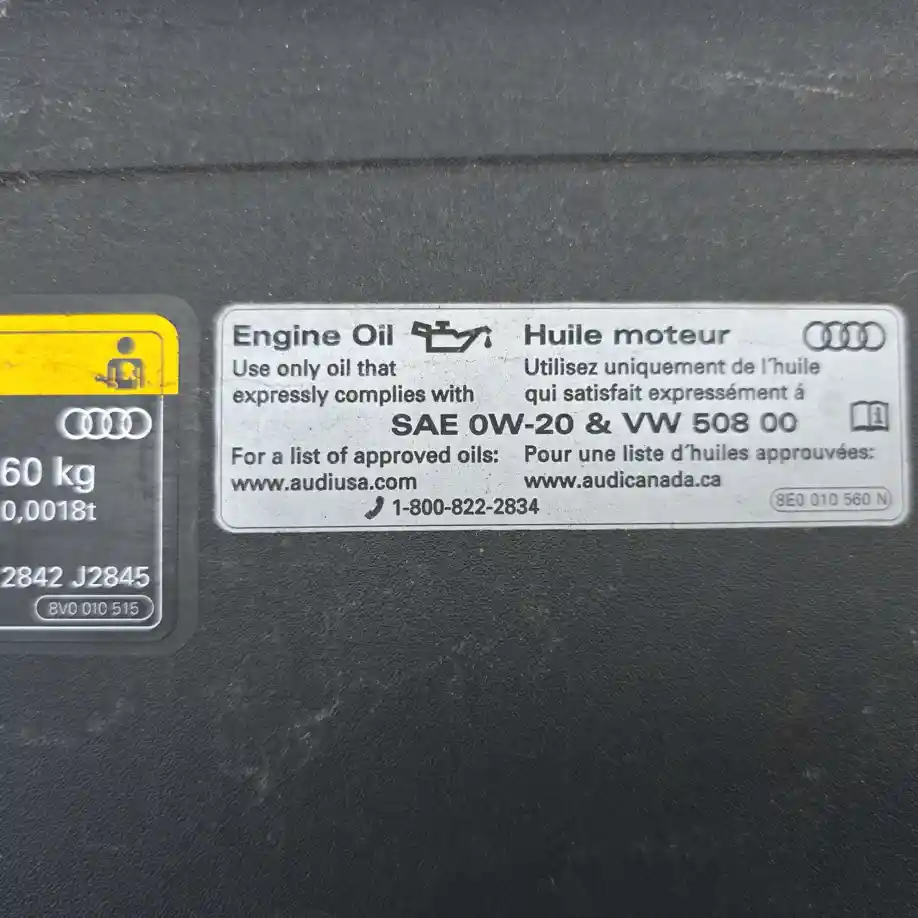 60 kg
0,0018t
2842 J2845
8V0 010 515
Engine Oil
Use only oil that
expressly complies with
Huile moteur
Utilisez uniquement de l'huile
qui satisfait expressément á
SAE 0W-20 & VW 508 00
For a list of approved oils:
www.audiusa.com
Pour une liste d'huiles approuvées:
www.audicanada.ca
1-800-822-2834
8E0 010 560 N